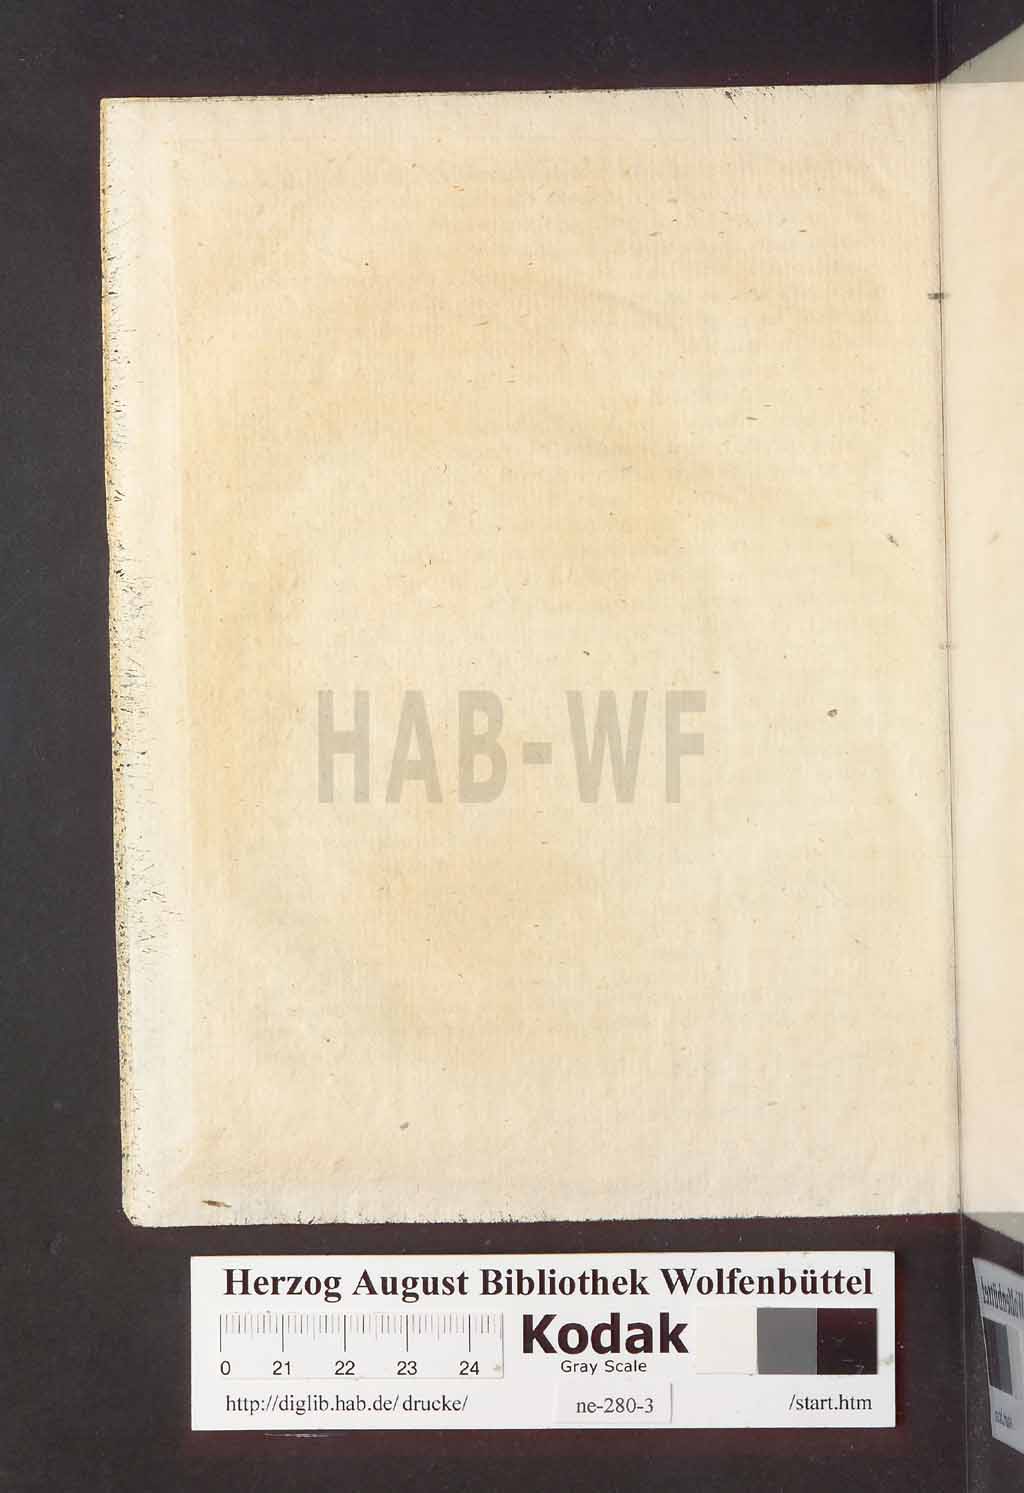 HAB-WF
Herzog August Bibliothek Wolfenbüttel
Kodak
0 21 22 23 24
Gray Scale
http://diglib.hab.de/drucke/ ne-280-3 /start.htm